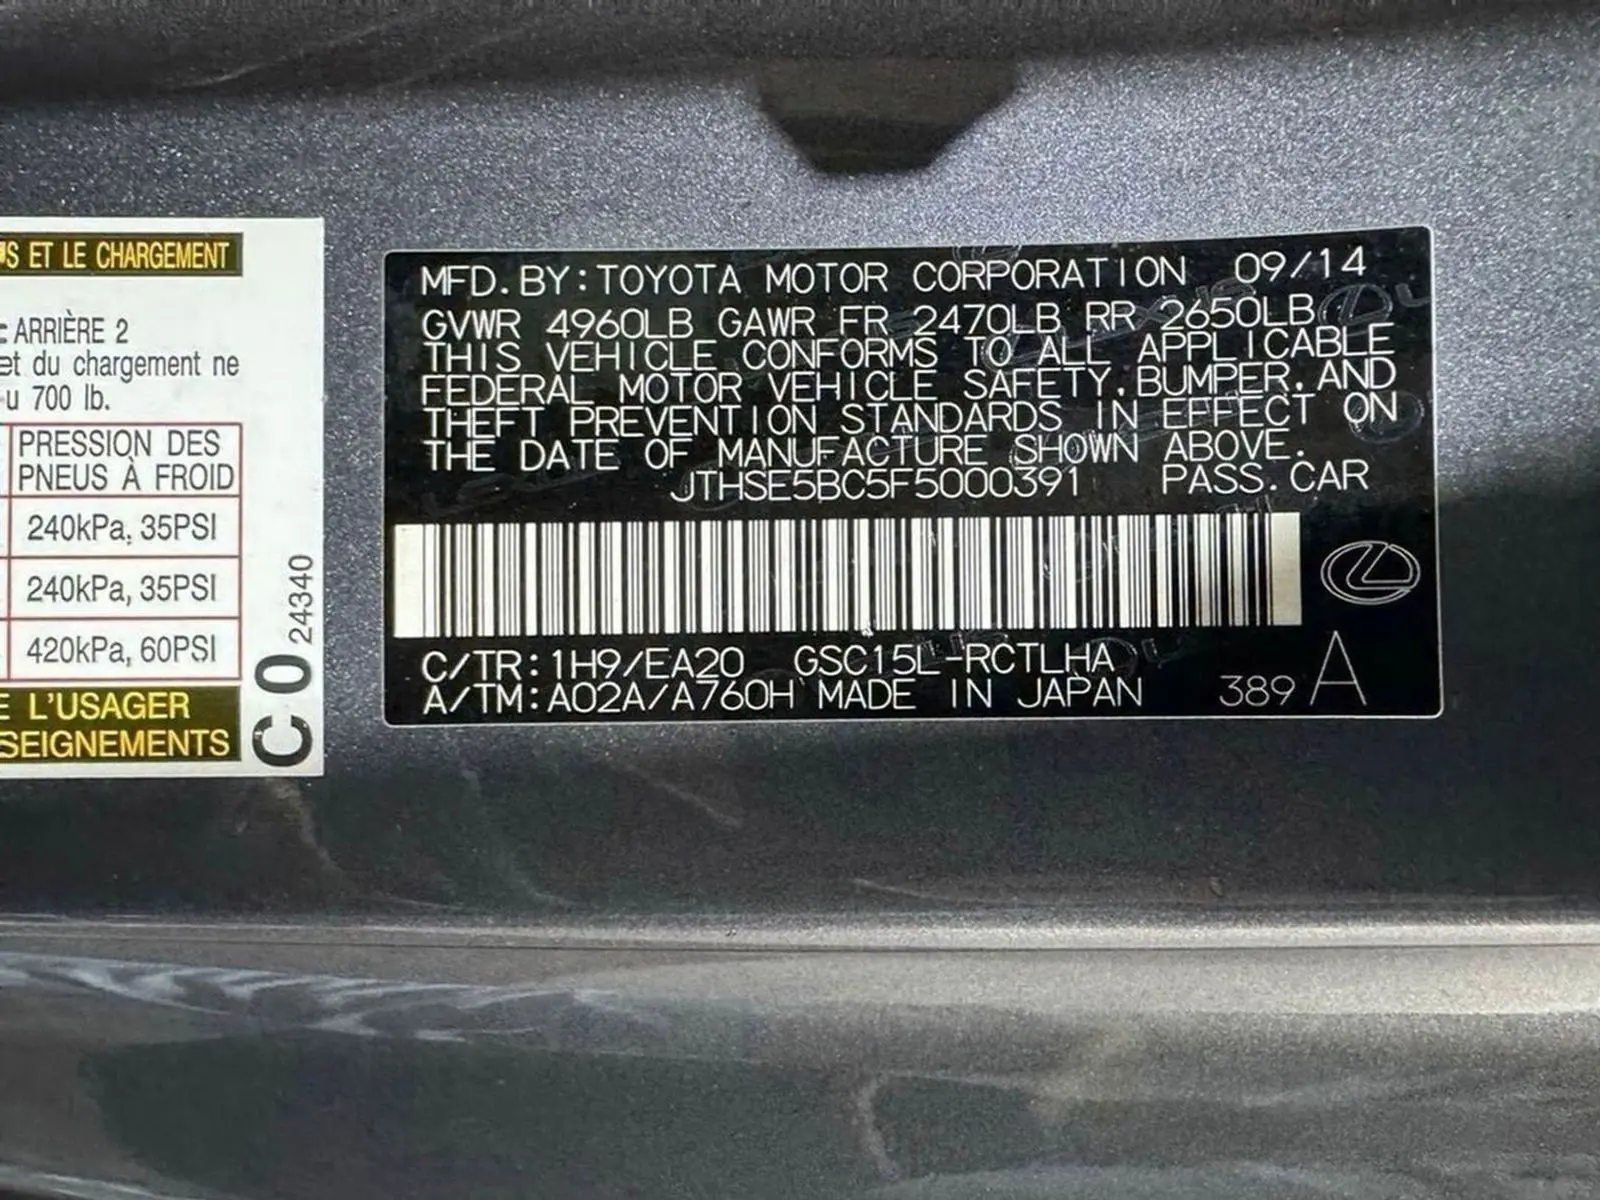 S ET LE CHARGEMENT
: ARRIÈRE 2
et du chargement ne
u 700 lb.
PRESSION DES
PNEUS À FROID
240kPa, 35PSI
240kPa, 35PSI
420kPa, 60PSI
E L'USAGER
SEIGNEMENTS
C0 24340
MFD. BY: TOYOTA MOTOR CORPORATION 09/14
GVWR 4960LB GAWR FR 2470LB RR 2650LB
THIS VEHICLE CONFORMS TO ALL APPLICABLE
FEDERAL MOTOR VEHICLE SAFETY, BUMPER, AND
THEFT PREVENTION STANDARDS IN EFFECT ON
THE DATE OF MANUFACTURE SHOWN ABOVE.
JTHSE5BC5F5000391 PASS. CAR
C/TR: 1H9/EA20 GSC15L-RCTLHA
A/TM: A02A/A760H MADE IN JAPAN 389 A